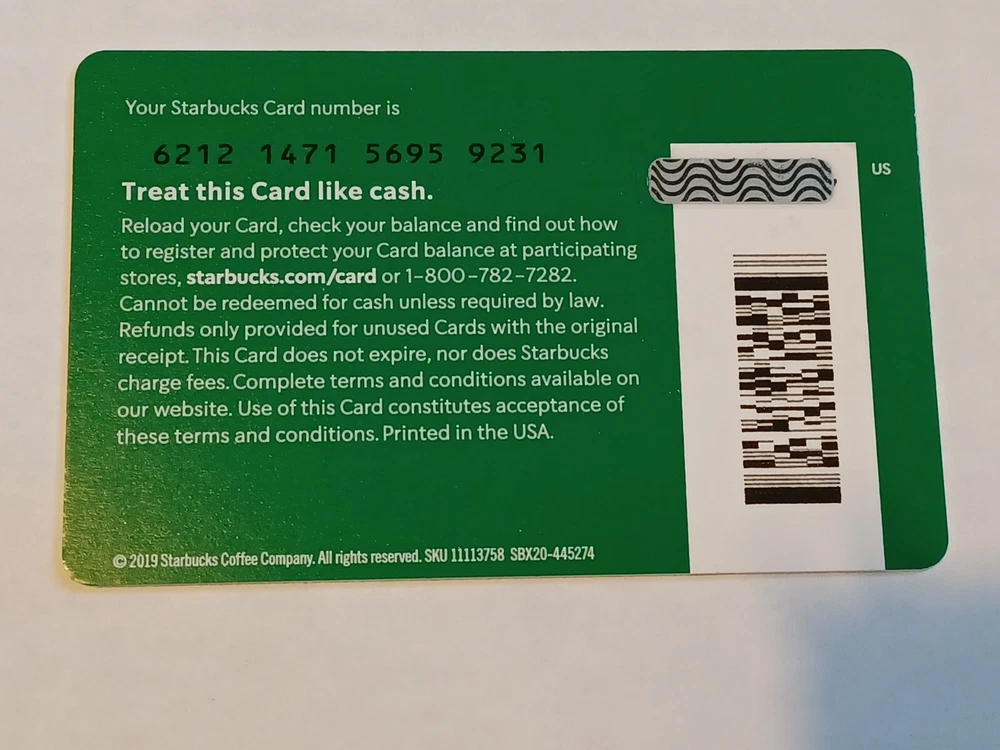 Your Starbucks Card number is
6212 1471 5695 9231
US
Treat this Card like cash.
Reload your Card, check your balance and find out how
to register and protect your Card balance at participating
stores, starbucks.com/card or 1-800-782-7282.
Cannot be redeemed for cash unless required by law.
Refunds only provided for unused Cards with the original
receipt. This Card does not expire, nor does Starbucks
charge fees. Complete terms and conditions available on
our website. Use of this Card constitutes acceptance of
these terms and conditions. Printed in the USA.
© 2019 Starbucks Coffee Company. All rights reserved. SKU 11113758 SBX20-445274